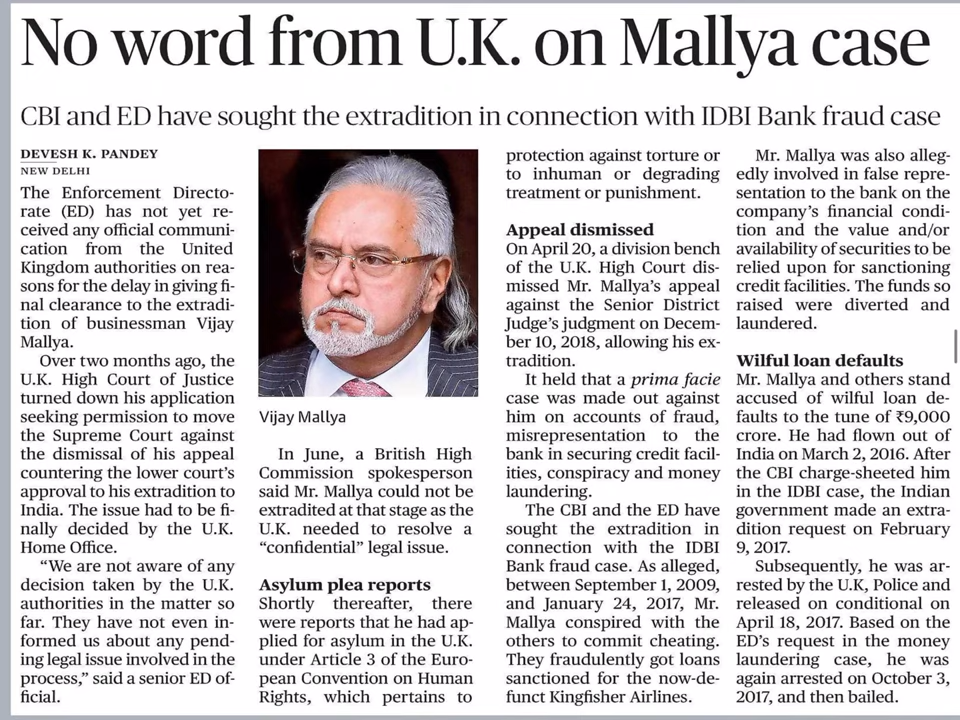 No word from U.K. on Mallya case
CBI and ED have sought the extradition in connection with IDBI Bank fraud case
DEVESH K. PANDEY
NEW DELHI
The Enforcement Directo-
rate (ED) has not yet re-
ceived any official communi-
cation from the United
Kingdom authorities on rea-
sons for the delay in giving fi-
nal clearance to the extradi-
tion of businessman Vijay
Mallya.
Over two months ago, the
U.K. High Court of Justice
turned down his application
seeking permission to move
the Supreme Court against
the dismissal of his appeal
countering the lower court's
approval to his extradition to
India. The issue had to be fi-
nally decided by the U.K.
Home Office.
“We are not aware of any
decision taken by the U.K.
authorities in the matter so
far. They have not even in-
formed us about any pend-
ing legal issue involved in the
process,” said a senior ED of-
ficial.
Vijay Mallya
In June, a British High
Commission spokesperson
said Mr. Mallya could not be
extradited at that stage as the
U.K. needed to resolve a
“confidential” legal issue.
Asylum plea reports
Shortly thereafter, there
were reports that he had ap-
plied for asylum in the U.K.
under Article 3 of the Euro-
pean Convention on Human
Rights, which pertains to
protection against torture or
to inhuman or degrading
treatment or punishment.
Appeal dismissed
On April 20, a division bench
of the U.K. High Court dis-
missed Mr. Mallya's appeal
against the Senior District
Judge's judgment on Decem-
ber 10, 2018, allowing his ex-
tradition.
It held that a prima facie
case was made out against
him on accounts of fraud,
misrepresentation to the
bank in securing credit facil-
ities, conspiracy and money
laundering.
The CBI and the ED have
sought the extradition in
connection with the IDBI
Bank fraud case. As alleged,
between September 1, 2009,
and January 24, 2017, Mr.
Mallya conspired with the
others to commit cheating.
They fraudulently got loans
sanctioned for the now-de-
funct Kingfisher Airlines.
Mr. Mallya was also alleg-
edly involved in false repre-
sentation to the bank on the
company's financial condi-
tion and the value and/or
availability of securities to be
relied upon for sanctioning
credit facilities. The funds so
raised were diverted and
laundered.
Wilful loan defaults
Mr. Mallya and others stand
accused of wilful loan de-
faults to the tune of ₹9,000
crore. He had flown out of
India on March 2, 2016. After
the CBI charge-sheeted him
in the IDBI case, the Indian
government made an extra-
dition request on February
9, 2017.
Subsequently, he was ar-
rested by the U.K, Police and
released on conditional on
April 18, 2017. Based on the
ED's request in the money
laundering case, he was
again arrested on October 3,
2017, and then bailed.